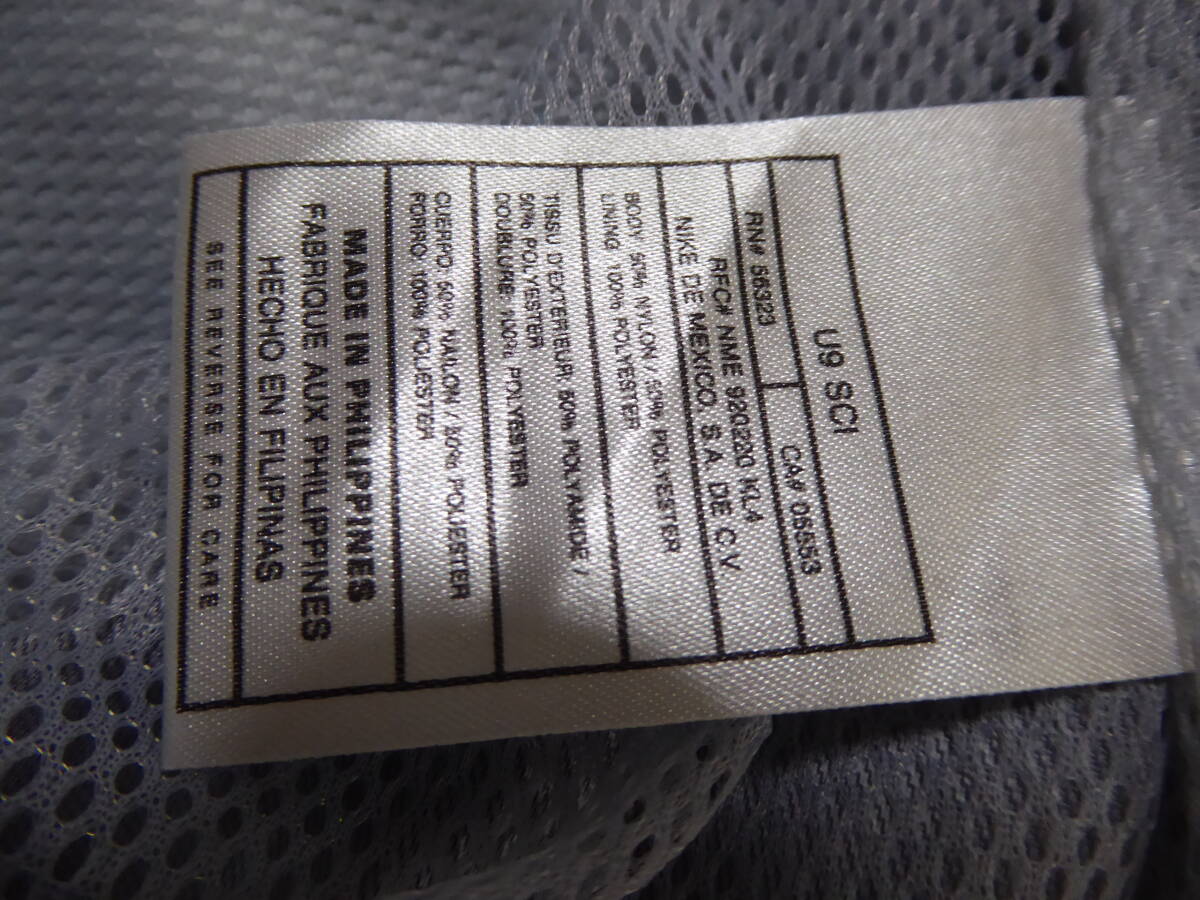 U9 SCI
RN# 56323 CA# 05553
RFC# NME 920220 KL4
NIKE DE MEXICO, S.A. DE C.V.
BODY 50% NYLON / 50% POLYESTER
LINING 100% POLYESTER
TISSU D'EXTERIEUR 50% POLYAMIDE /
50% POLYESTER
DOUBLURE 100% POLYESTER
CUERPO 50% NAILON / 50% POLIESTER
FORRO 100% POLIESTER
MADE IN PHILIPPINES
FABRIQUE AUX PHILIPPINES
HECHO EN FILIPINAS
SEE REVERSE FOR CARE